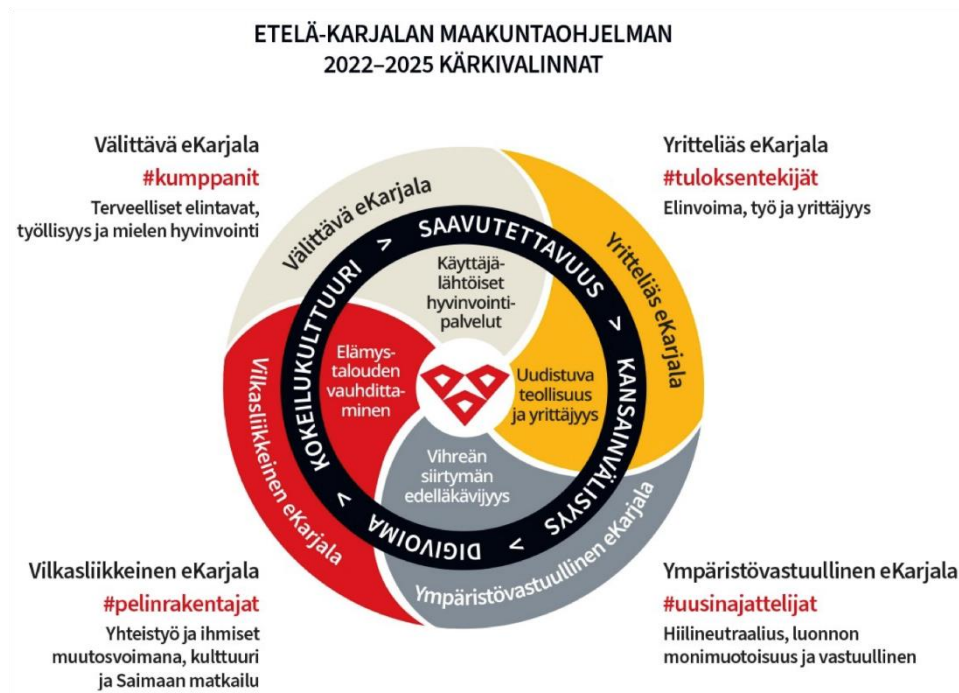 ETELÄ-KARJALAN MAAKUNTAOHJELMAN
2022–2025 KÄRKIVALINNAT
Välittävä eKarjala
#kumppanit
Terveelliset elintavat,
työllisyys ja mielen hyvinvointi
Yritteliäs eKarjala
#tuloksentekijät
Elinvoima, työ ja yrittäjyys
Välittävä eKarjala
Yritteliäs eKarjala
Ympäristövastuullinen eKarjala
Vilkasliikkeinen eKarjala
SAAVUTETTAVUUS >
KANSAINVÄLISYYS >
DIGIVOIMA >
KOKEILUKULTTUURI >
Käyttäjä-
lähtöiset
hyvinvointi-
palvelut
Elämys-
talouden
vauhditta-
minen
Uudistuva
teollisuus
ja yrittäjyys
Vihreän
siirtymän
edelläkävijyys
Vilkasliikkeinen eKarjala
#pelinrakentajat
Yhteistyö ja ihmiset
muutosvoimana, kulttuuri
ja Saimaan matkailu
Ympäristövastuullinen eKarjala
#uusinajattelijat
Hiilineutraalius, luonnon
monimuotoisuus ja vastuullinen